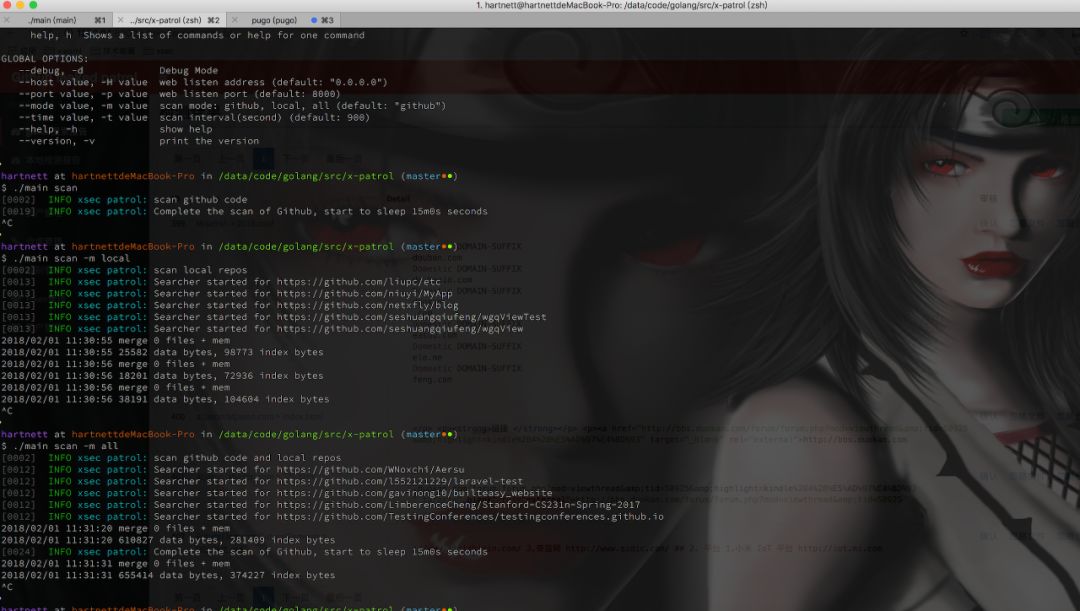 1. hartnett@hartnettdeMacBook-Pro: /data/code/golang/src/x-patrol (zsh)
./main (main) ⌘1 ../src/x-patrol (zsh) ⌘2 pugo (pugo) ⌘3
help, h  Shows a list of commands or help for one command
GLOBAL OPTIONS:
--debug, -d Debug Mode
--host value, -H value web listen address (default: "0.0.0.0")
--port value, -p value web listen port (default: 8000)
--mode value, -m value scan mode: github, local, all (default: "github")
--time value, -t value scan interval(second) (default: 900)
--help, -h show help
--version, -v print the version
hartnett at hartnettdeMacBook-Pro in /data/code/golang/src/x-patrol (master●●)
$ ./main scan
[0002] INFO xsec patrol: scan github code
[0019] INFO xsec patrol: Complete the scan of Github, start to sleep 15m0s seconds
^C
hartnett at hartnettdeMacBook-Pro in /data/code/golang/src/x-patrol (master●●)
$ ./main scan -m local
[0002] INFO xsec patrol: scan local repos
[0013] INFO xsec patrol: Searcher started for https://github.com/liupc/etc
[0013] INFO xsec patrol: Searcher started for https://github.com/niuyi/MyApp
[0013] INFO xsec patrol: Searcher started for https://github.com/netxfly/blog
[0013] INFO xsec patrol: Searcher started for https://github.com/seshuangqiufeng/wgqViewTest
[0013] INFO xsec patrol: Searcher started for https://github.com/seshuangqiufeng/wgqView
2018/02/01 11:30:55 merge 0 files + mem
2018/02/01 11:30:55 25582 data bytes, 98773 index bytes
2018/02/01 11:30:56 merge 0 files + mem
2018/02/01 11:30:56 18201 data bytes, 72936 index bytes
2018/02/01 11:30:56 merge 0 files + mem
2018/02/01 11:30:56 38191 data bytes, 104604 index bytes
^C
hartnett at hartnettdeMacBook-Pro in /data/code/golang/src/x-patrol (master●●)
$ ./main scan -m all
[0012] INFO xsec patrol: scan github code and local repos
[0012] INFO xsec patrol: Searcher started for https://github.com/WNoxchi/Aersu
[0012] INFO xsec patrol: Searcher started for https://github.com/l552121229/laravel-test
[0012] INFO xsec patrol: Searcher started for https://github.com/gavinong10/builteasy_website
[0012] INFO xsec patrol: Searcher started for https://github.com/LimberenceCheng/Stanford-CS231n-Spring-2017
[0012] INFO xsec patrol: Searcher started for https://github.com/TestingConferences/testingconferences.github.io
2018/02/01 11:31:20 merge 0 files + mem
2018/02/01 11:31:20 610827 data bytes, 281409 index bytes
[0024] INFO xsec patrol: Complete the scan of Github, start to sleep 15m0s seconds
2018/02/01 11:31:31 merge 0 files + mem
2018/02/01 11:31:31 655414 data bytes, 374227 index bytes
^C
hartnett at hartnettdeMacBook-Pro in /data/code/golang/src/x-patrol (master●●)